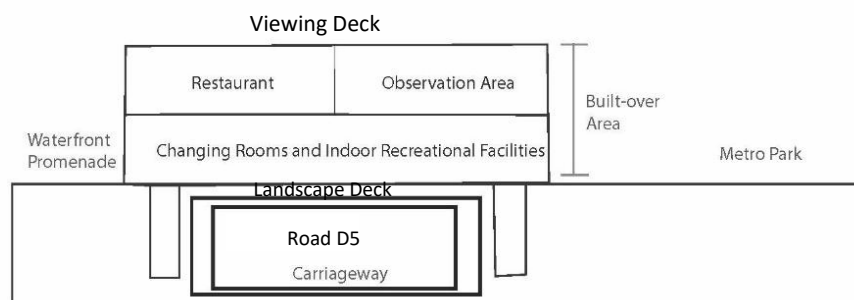 Viewing Deck
Restaurant
Observation Area
Built-over
Area
Waterfront
Promenade
Changing Rooms and Indoor Recreational Facilities
Metro Park
Landscape Deck
Road D5
Carriageway